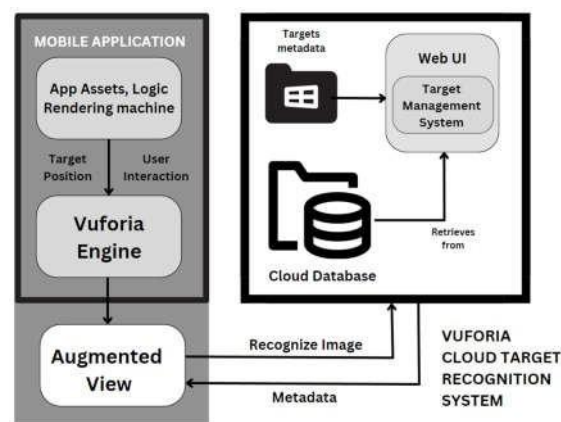 MOBILE APPLICATION
App Assets, Logic
Rendering machine
Target
Position
User
Interaction
Vuforia
Engine
Augmented
View
Targets
metadata
Web UI
Target
Management
System
Retrieves
from
Cloud Database
Recognize Image
Metadata
VUFORIA
CLOUD TARGET
RECOGNITION
SYSTEM